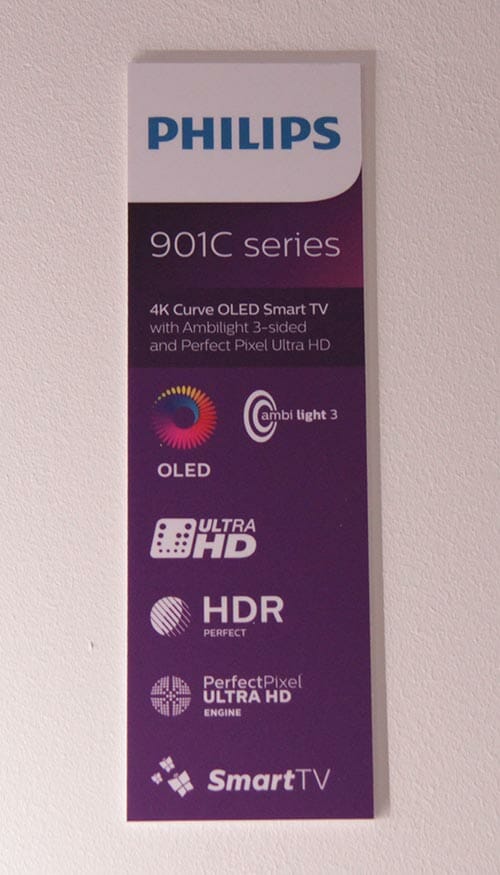 PHILIPS
901C series
4K Curve OLED Smart TV
with Ambilight 3-sided
and Perfect Pixel Ultra HD
ambi light 3
OLED
ULTRA
HD
HDR
PERFECT
PerfectPixel
ULTRA HD
ENGINE
SmartTV